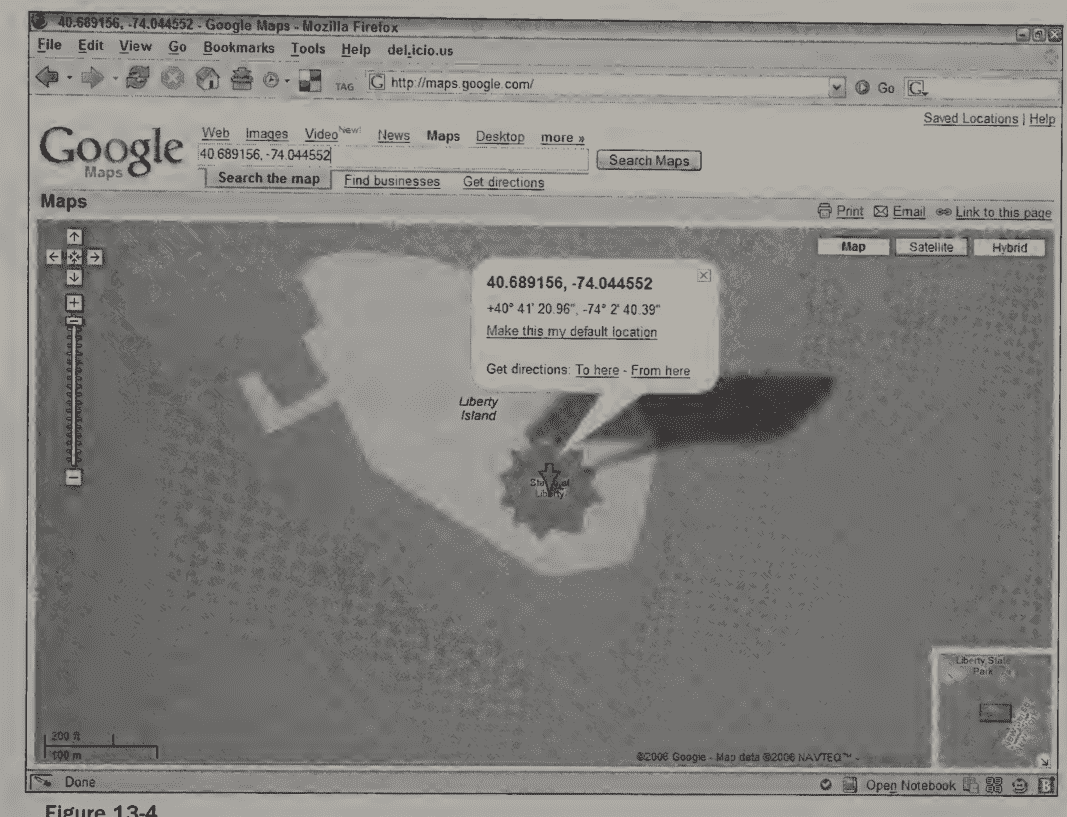 40.689156, -74.044552 - Google Maps - Mozilla Firefox
File Edit View Go Bookmarks Tools Help del.icio.us
TAG G http://maps.google.com/ Go G
Saved Locations | Help
Web Images Video New! News Maps Desktop more »
Google Maps
40.689156, -74.044552 Search Maps
Search the map Find businesses Get directions
Maps
Print Email Link to this page
Map Satellite Hybrid
40.689156, -74.044552
+40° 41' 20.96", -74° 2' 40.39"
Make this my default location
Get directions: To here - From here
Liberty
Island
Liberty
Liberty State
Park
200 ft
100 m
©2006 Google - Map data ©2006 NAVTEQ™ -
Done Open Notebook
Figure 13-4